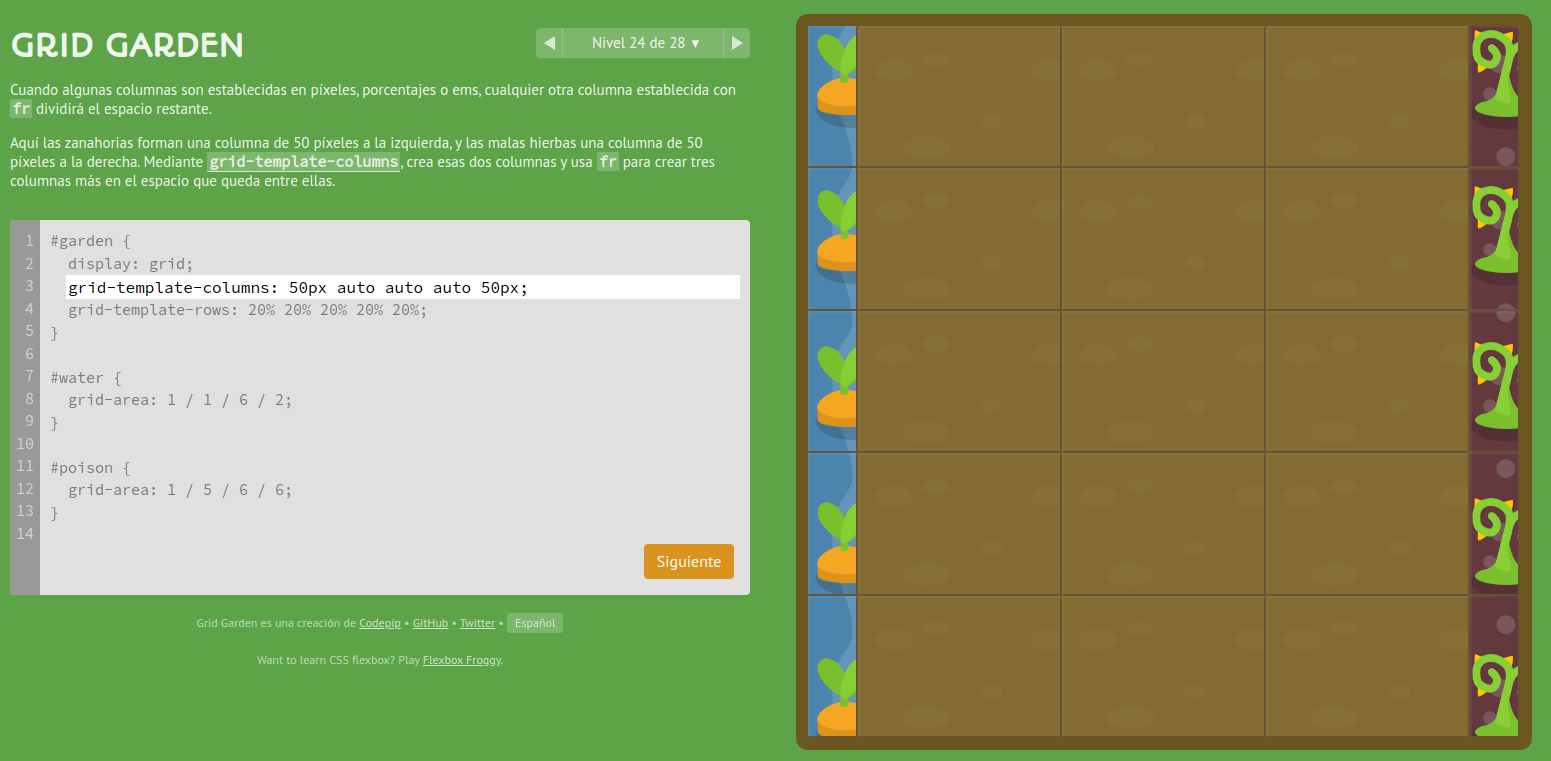 GRID GARDEN
◀ Nivel 24 de 28 ▾ ▶
Cuando algunas columnas son establecidas en píxeles, porcentajes o ems, cualquier otra columna establecida con
fr dividirá el espacio restante.
Aquí las zanahorias forman una columna de 50 píxeles a la izquierda, y las malas hierbas una columna de 50
píxeles a la derecha. Mediante grid-template-columns, crea esas dos columnas y usa fr para crear tres
columnas más en el espacio que queda entre ellas.
1 #garden {
2 display: grid;
3 grid-template-columns: 50px auto auto auto 50px;
4 grid-template-rows: 20% 20% 20% 20% 20%;
5 }
6
7 #water {
8 grid-area: 1 / 1 / 6 / 2;
9 }
10
11 #poison {
12 grid-area: 1 / 5 / 6 / 6;
13 }
14
Siguiente
Grid Garden es una creación de Codepip • GitHub • Twitter • Español
Want to learn CSS flexbox? Play Flexbox Froggy.